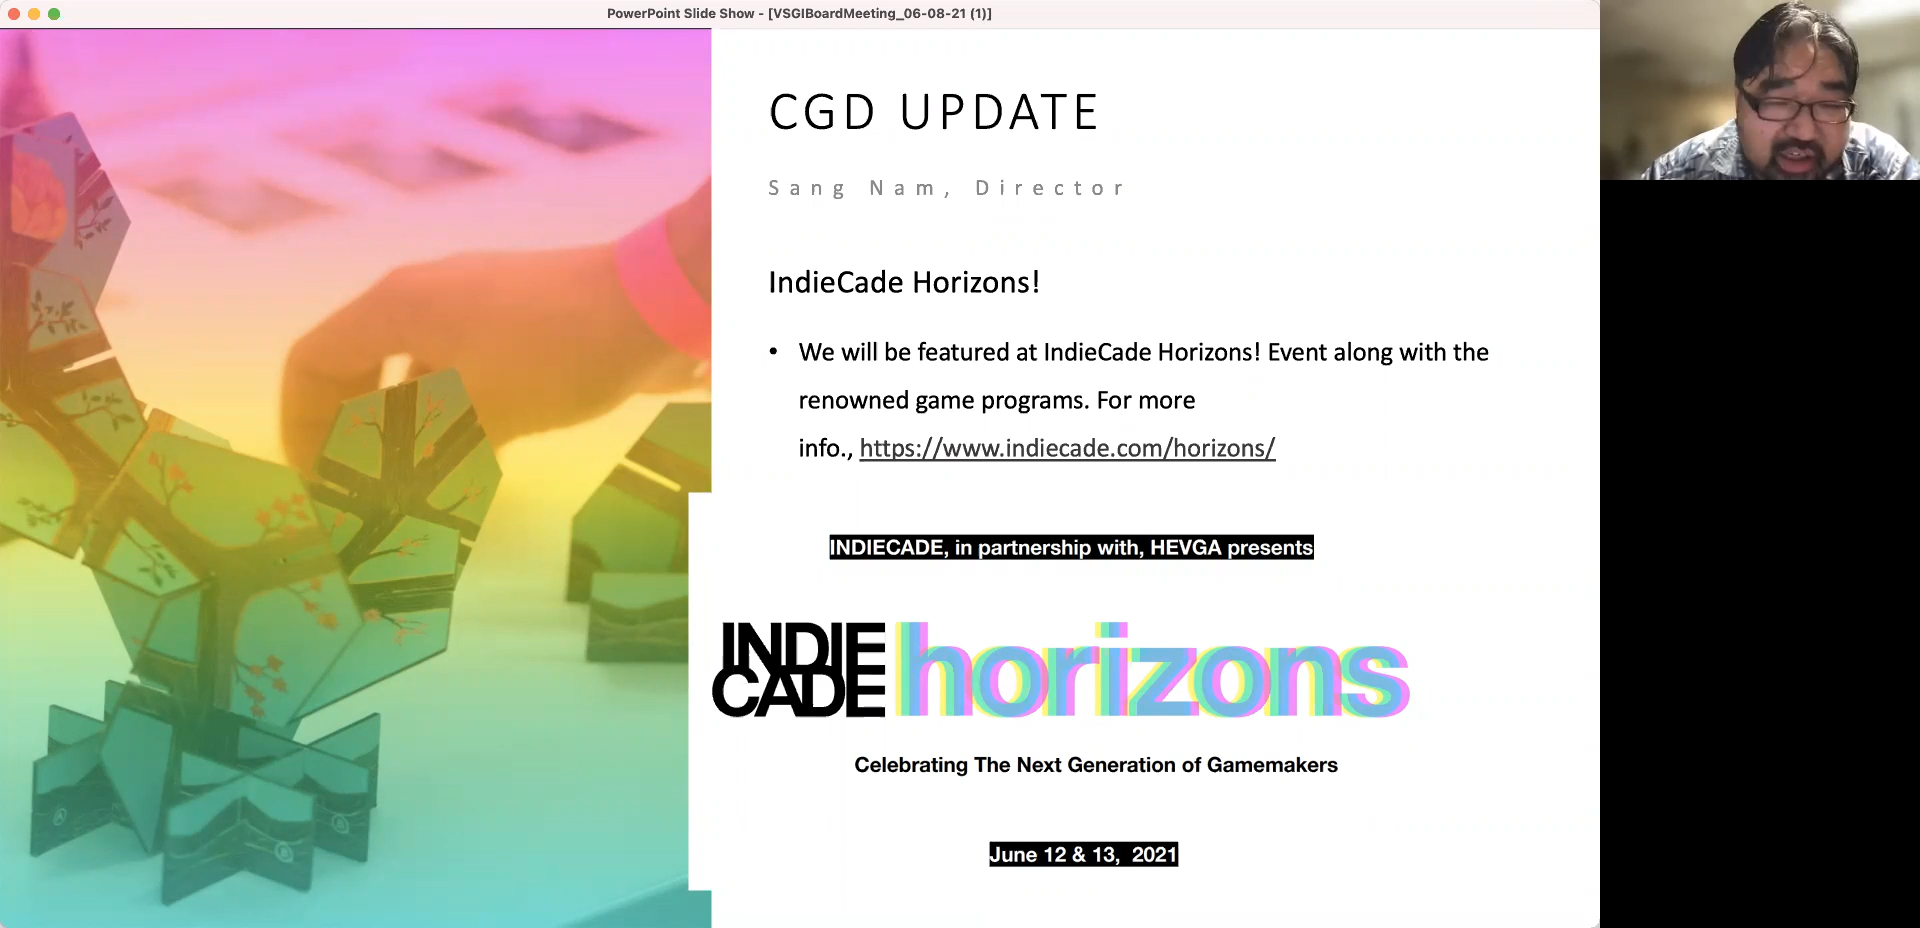 PowerPoint Slide Show - [VSGIBoardMeeting_06-08-21 (1)]
CGD UPDATE
Sang Nam, Director
IndieCade Horizons!
• We will be featured at IndieCade Horizons! Event along with the
renowned game programs. For more
info., https://www.indiecade.com/horizons/
INDIECADE, in partnership with, HEVGA presents
INDIE
CADE
horizons
Celebrating The Next Generation of Gamemakers
June 12 & 13, 2021